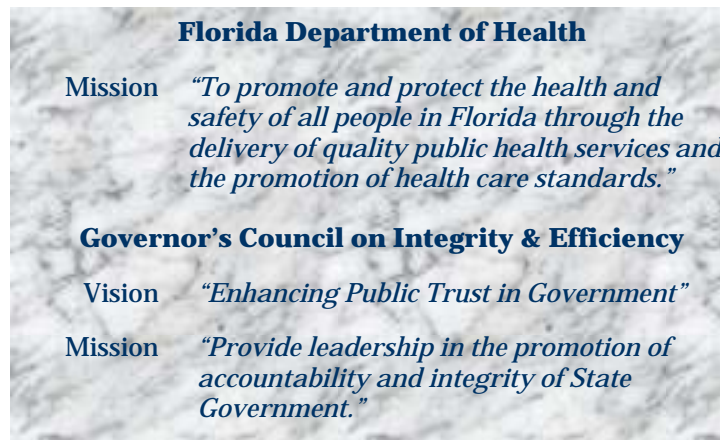 Florida Department of Health
Mission “To promote and protect the health and
safety of all people in Florida through the
delivery of quality public health services and
the promotion of health care standards.”
Governor’s Council on Integrity & Efficiency
Vision “Enhancing Public Trust in Government”
Mission “Provide leadership in the promotion of
accountability and integrity of State
Government.”